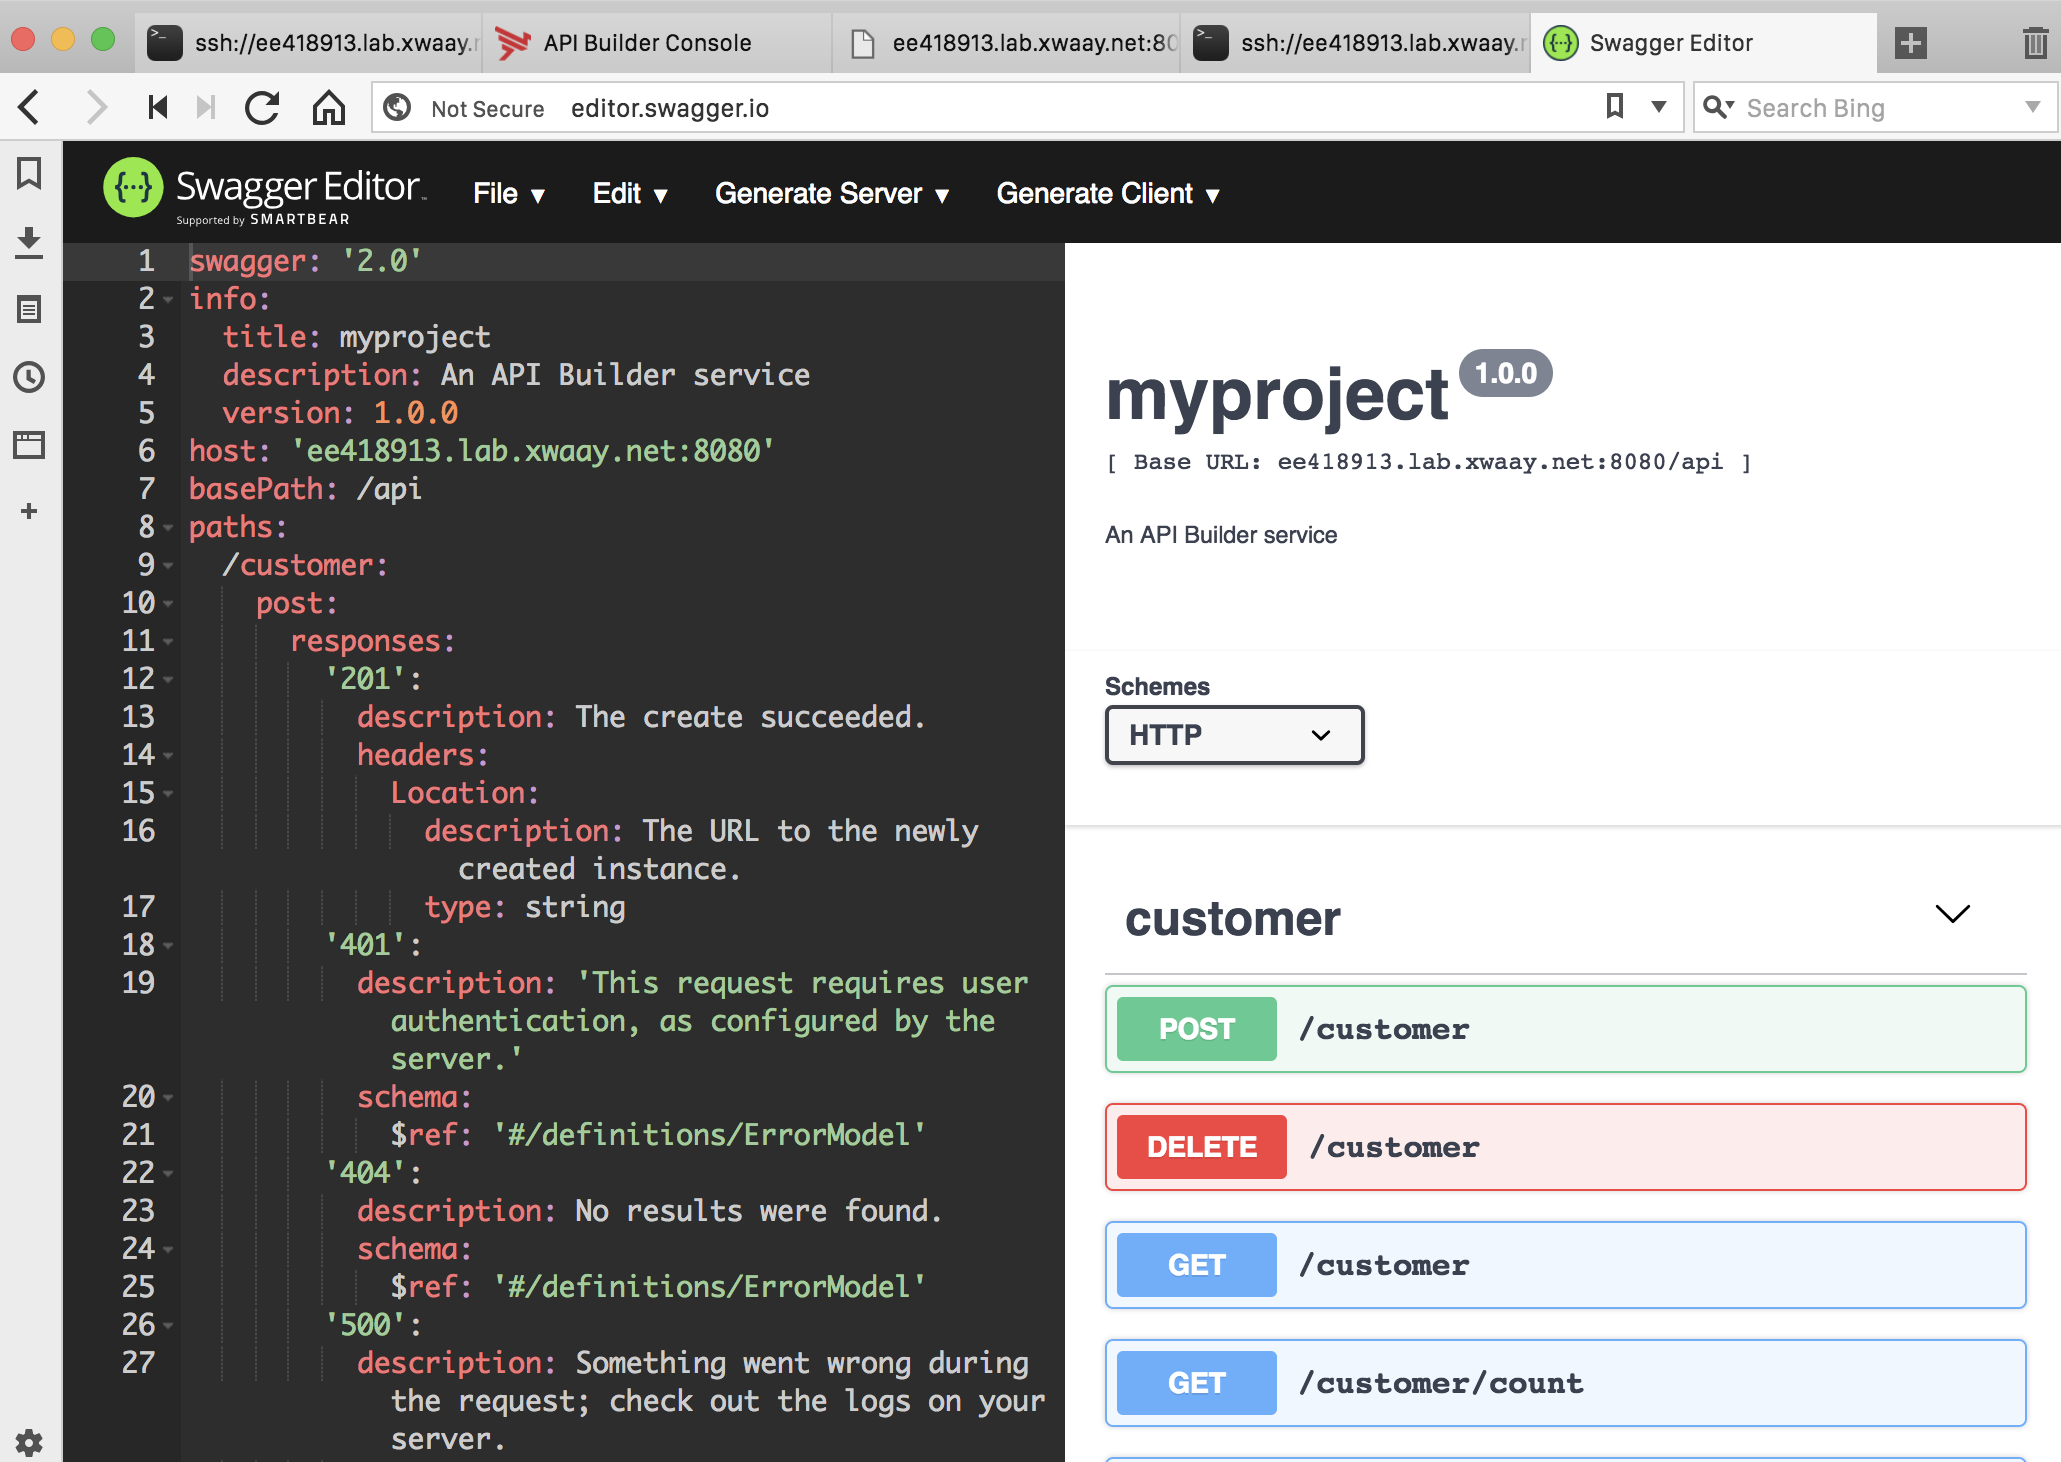 ssh://ee418913.lab.xwaay.
API Builder Console
ee418913.lab.xwaay.net:80
ssh://ee418913.lab.xwaay.
Swagger Editor
Not Secure editor.swagger.io
Search Bing
Swagger Editor
Supported by SMARTBEAR
File ▼ Edit ▼ Generate Server ▼ Generate Client ▼
1 swagger: '2.0'
2 info:
3 title: myproject
4 description: An API Builder service
5 version: 1.0.0
6 host: 'ee418913.lab.xwaay.net:8080'
7 basePath: /api
8 paths:
9 /customer:
10 post:
11 responses:
12 '201':
13 description: The create succeeded.
14 headers:
15 Location:
16 description: The URL to the newly
created instance.
17 type: string
18 '401':
19 description: 'This request requires user
authentication, as configured by the
server.'
20 schema:
21 $ref: '#/definitions/ErrorModel'
22 '404':
23 description: No results were found.
24 schema:
25 $ref: '#/definitions/ErrorModel'
26 '500':
27 description: Something went wrong during
the request; check out the logs on your
server.
myproject 1.0.0
[ Base URL: ee418913.lab.xwaay.net:8080/api ]
An API Builder service
Schemes
HTTP
customer
POST /customer
DELETE /customer
GET /customer
GET /customer/count